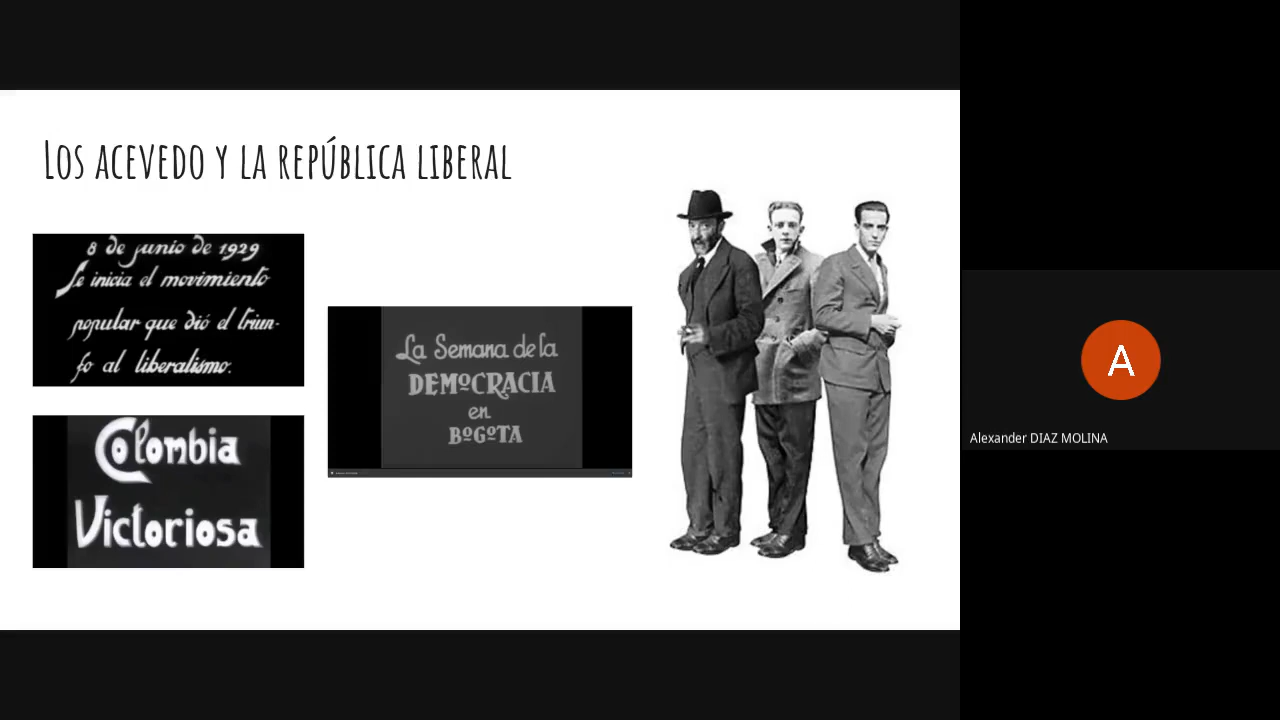 Los acevedo y la república liberal
8 de junio de 1929
Se inicia el movimiento
popular que dió el triun-
fo al liberalismo.
La Semana de la
DEMOCRACIA
en
BOGOTA
Colombia
Victoriosa
A
Alexander DIAZ MOLINA